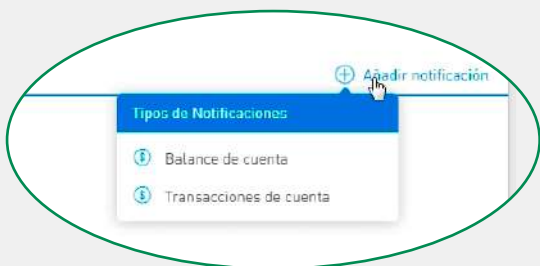 Añadir notificación
Tipos de Notificaciones
Balance de cuenta
Transacciones de cuenta